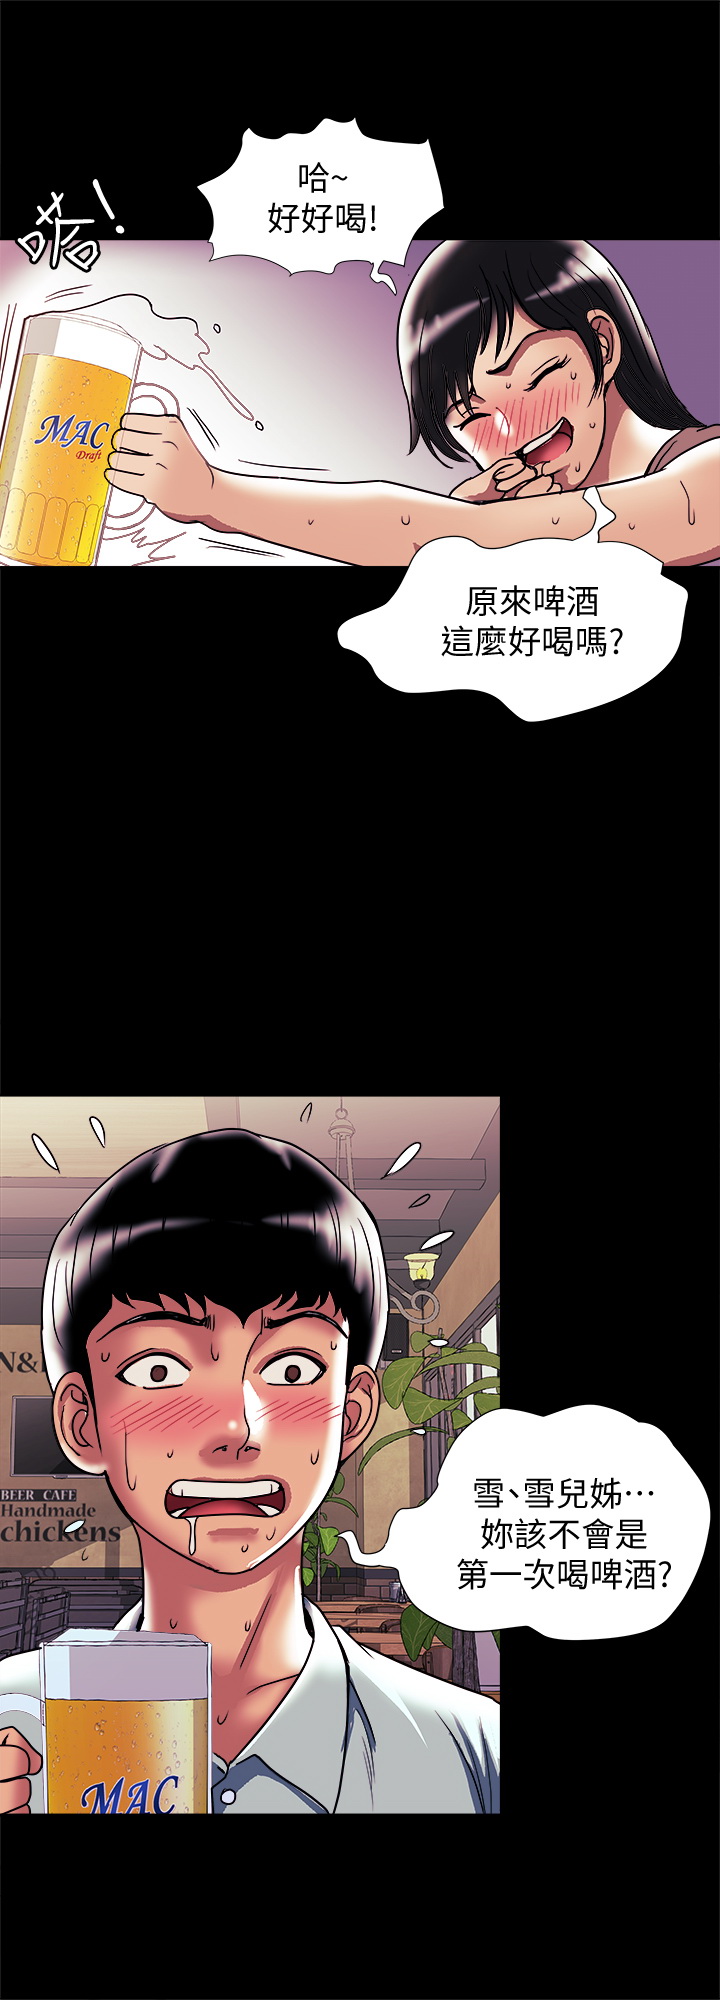 哈~
好好喝!
嗒!
MAC
Draft
原來啤酒
這麼好喝嗎?
N&
BEER CAFE
Handmade
chickens
雪、雪兒姊…
妳該不會是
第一次喝啤酒?
MAC